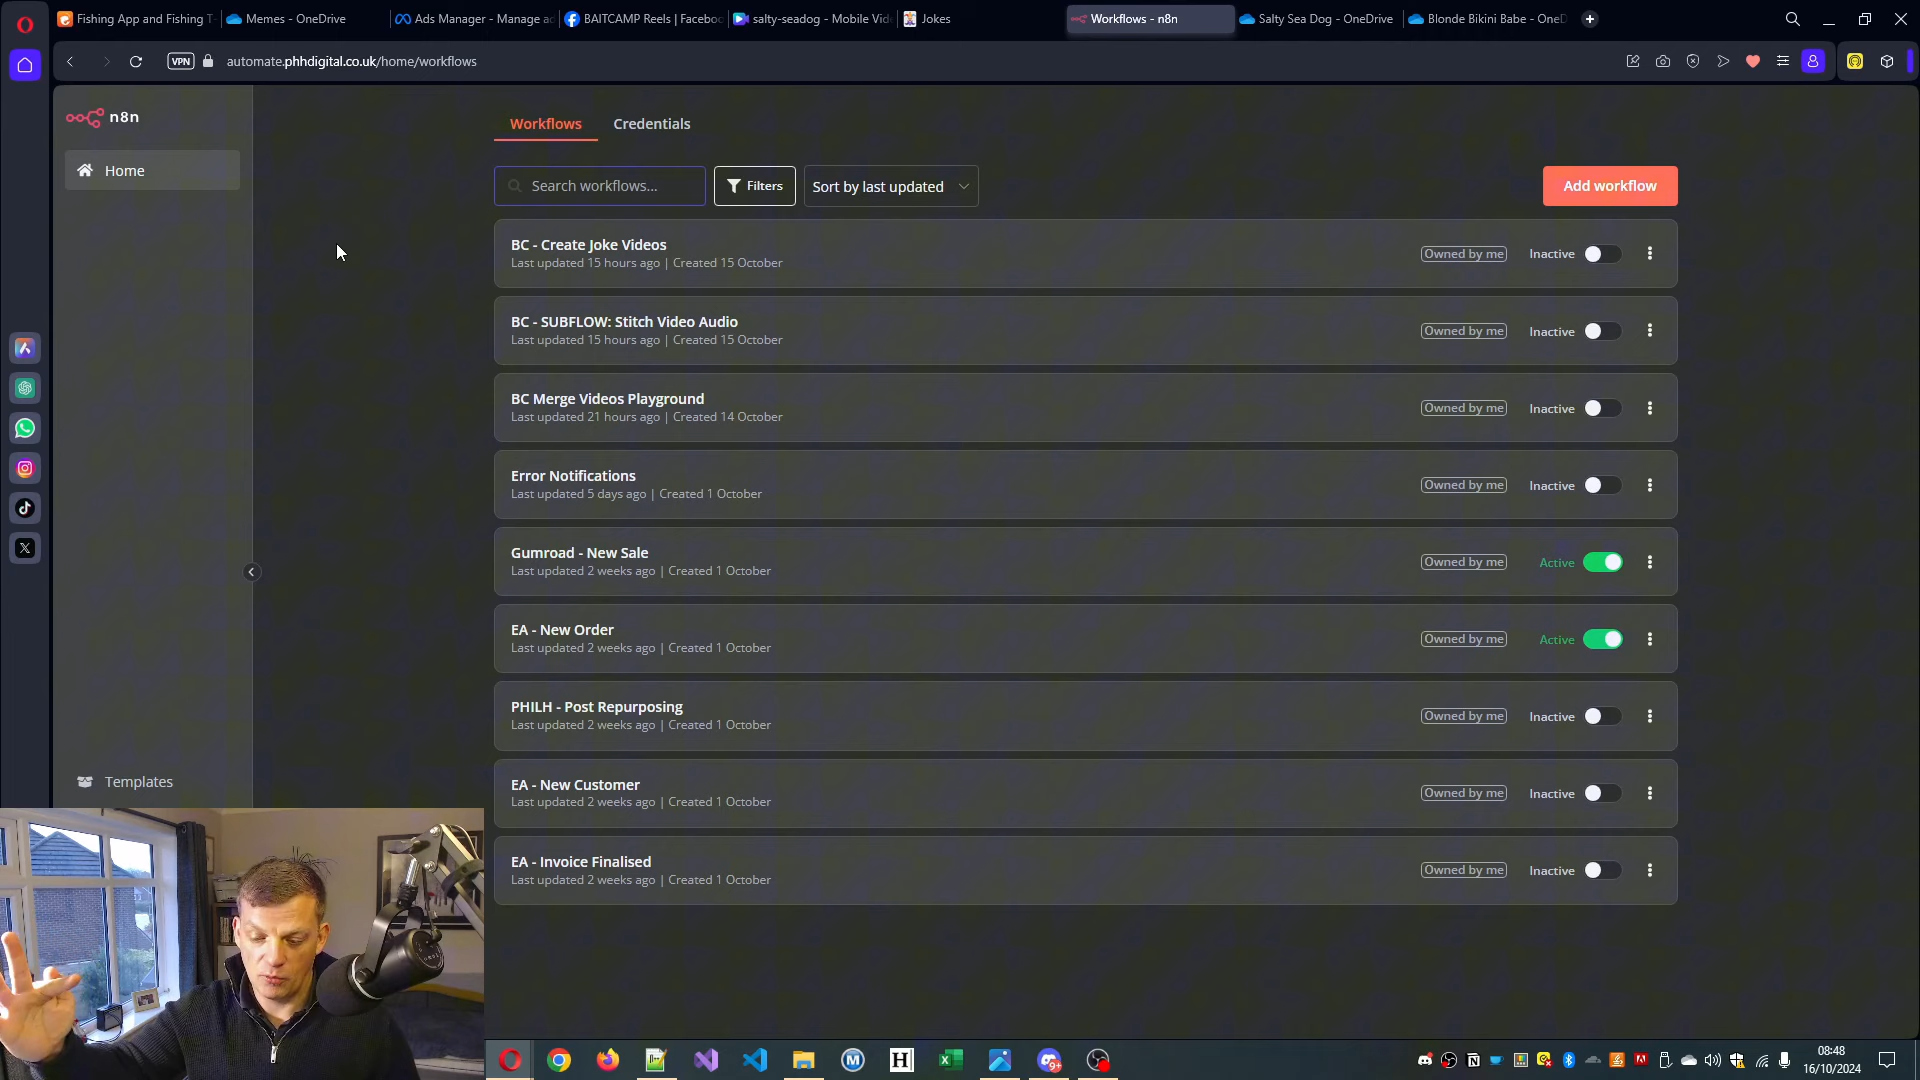 Fishing App and Fishing T
Memes - OneDrive
Ads Manager - Manage ad
BAITCAMP Reels | Faceboo
salty-seadog - Mobile Vide
Jokes
Workflows - n8n
Salty Sea Dog - OneDrive
Blonde Bikini Babe - OneD
VPN
automate.phhdigital.co.uk/home/workflows
n8n
Home
Workflows
Credentials
Search workflows...
Filters
Sort by last updated
Add workflow
BC - Create Joke Videos
Last updated 15 hours ago | Created 15 October
Owned by me
Inactive
BC - SUBFLOW: Stitch Video Audio
Last updated 15 hours ago | Created 15 October
Owned by me
Inactive
BC Merge Videos Playground
Last updated 21 hours ago | Created 14 October
Owned by me
Inactive
Error Notifications
Last updated 5 days ago | Created 1 October
Owned by me
Inactive
Gumroad - New Sale
Last updated 2 weeks ago | Created 1 October
Owned by me
Active
EA - New Order
Last updated 2 weeks ago | Created 1 October
Owned by me
Active
PHILH - Post Repurposing
Last updated 2 weeks ago | Created 1 October
Owned by me
Inactive
EA - New Customer
Last updated 2 weeks ago | Created 1 October
Owned by me
Inactive
EA - Invoice Finalised
Last updated 2 weeks ago | Created 1 October
Owned by me
Inactive
Templates
08:48
16/10/2024